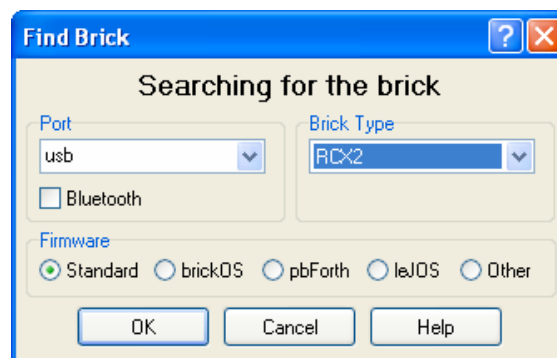 Find Brick
Searching for the brick
Port
Brick Type
usb
RCX2
Bluetooth
Firmware
Standard brickOS pbForth leJOS Other
OK Cancel Help